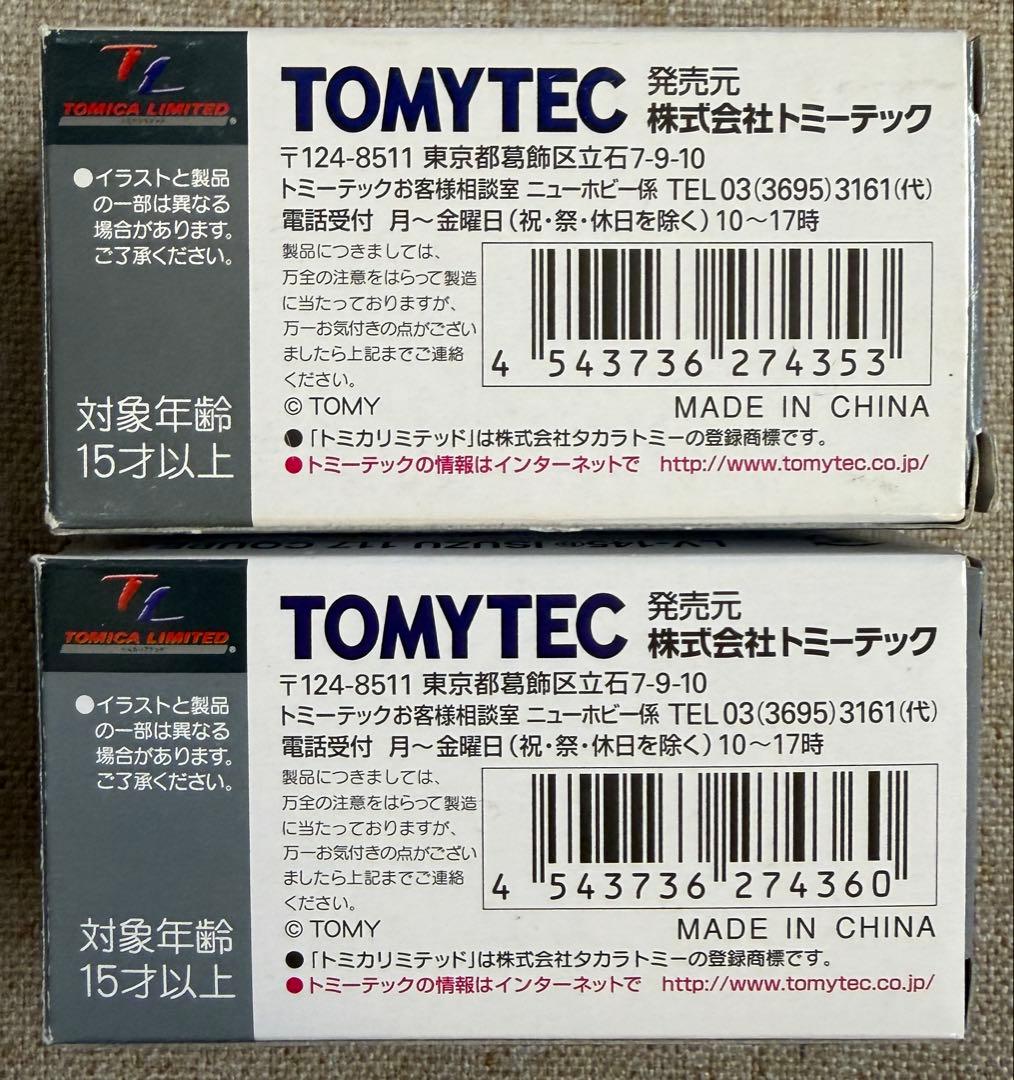 TL
TOMICA LIMITED
●イラストと製品
の一部は異なる
場合があります。
ご了承ください。
対象年齢
15才以上
TOMYTEC 発売元
株式会社トミーテック
〒124-8511 東京都葛飾区立石7-9-10
トミーテックお客様相談室 ニューホビー係 TEL 03(3695)3161(代)
電話受付 月～金曜日(祝・祭・休日を除く)10～17時
製品につきましては、
万全の注意をはらって製造
に当たっておりますが、
万一お気付きの点がござい
ましたら上記までご連絡
ください。
4 543736 274353
© TOMY
MADE IN CHINA
●「トミカリミテッド」は株式会社タカラトミーの登録商標です。
●トミーテックの情報はインターネットで http://www.tomytec.co.jp/
ISUZU 117 COUPE
TL
TOMICA LIMITED
●イラストと製品
の一部は異なる
場合があります。
ご了承ください。
対象年齢
15才以上
TOMYTEC 発売元
株式会社トミーテック
〒124-8511 東京都葛飾区立石7-9-10
トミーテックお客様相談室 ニューホビー係 TEL 03(3695)3161(代)
電話受付 月～金曜日(祝・祭・休日を除く)10～17時
製品につきましては、
万全の注意をはらって製造
に当たっておりますが、
万一お気付きの点がござい
ましたら上記までご連絡
ください。
4 543736 274360
© TOMY
MADE IN CHINA
●「トミカリミテッド」は株式会社タカラトミーの登録商標です。
●トミーテックの情報はインターネットで http://www.tomytec.co.jp/